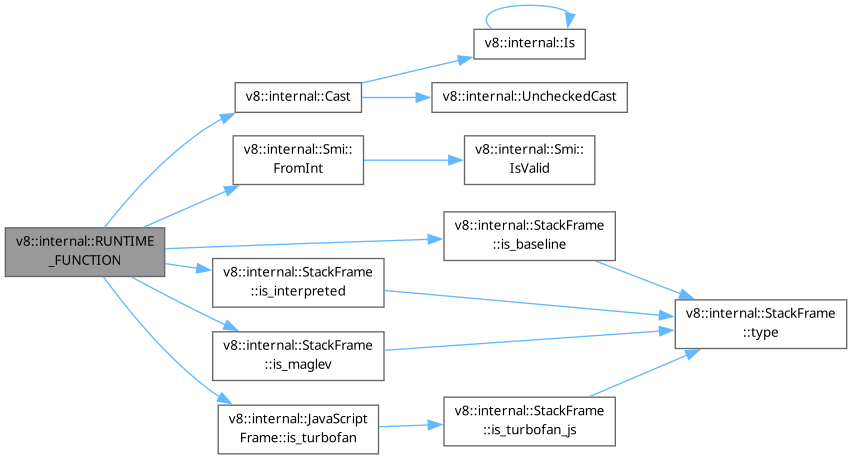 v8::internal::Is
v8::internal::Cast
v8::internal::UncheckedCast
v8::internal::Smi::
FromInt
v8::internal::Smi::
IsValid
v8::internal::RUNTIME
_FUNCTION
v8::internal::StackFrame
::is_baseline
v8::internal::StackFrame
::is_interpreted
v8::internal::StackFrame
::type
v8::internal::StackFrame
::is_maglev
v8::internal::JavaScript
Frame::is_turbofan
v8::internal::StackFrame
::is_turbofan_js